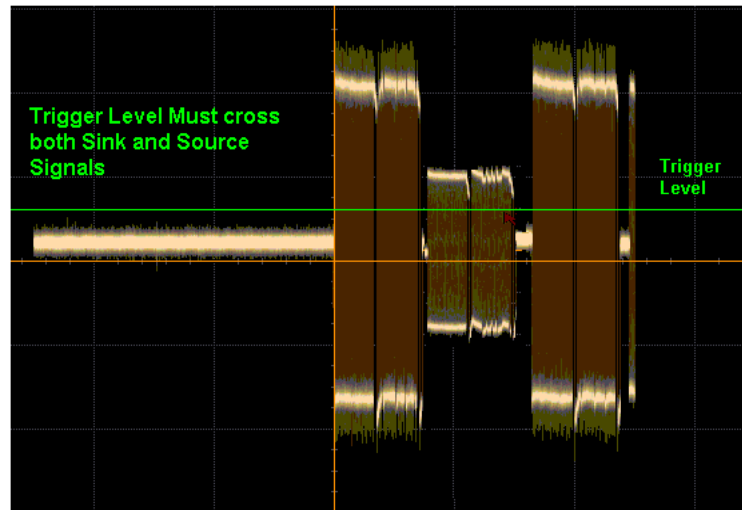 Trigger Level Must cross
both Sink and Source
Signals
Trigger
Level